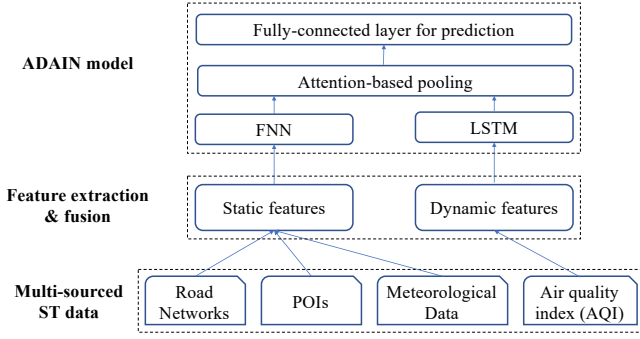 Fully-connected layer for prediction
ADAIN model
Attention-based pooling
FNN
LSTM
Feature extraction
& fusion
Static features
Dynamic features
Multi-sourced
ST data
Road
Networks
POIs
Meteorological
Data
Air quality
index (AQI)